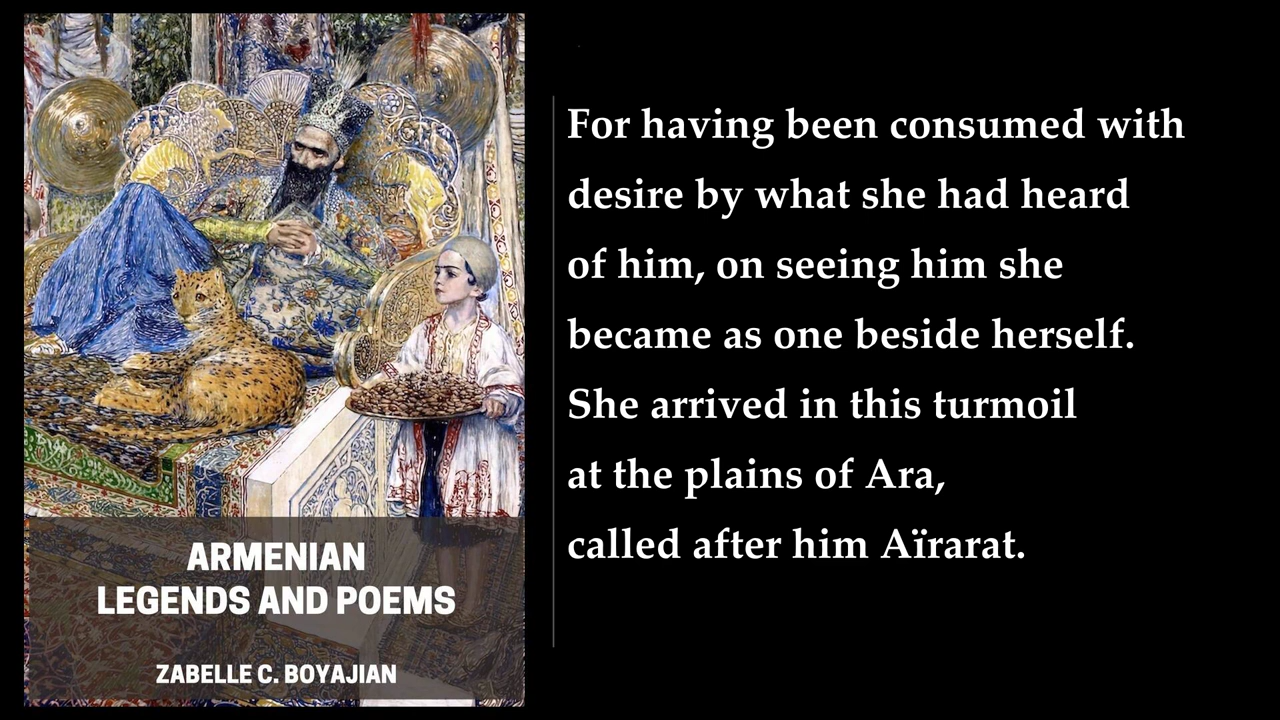 ARMENIAN
LEGENDS AND POEMS
ZABELLE C. BOYAJIAN
For having been consumed with
desire by what she had heard
of him, on seeing him she
became as one beside herself.
She arrived in this turmoil
at the plains of Ara,
called after him Aïrarat.